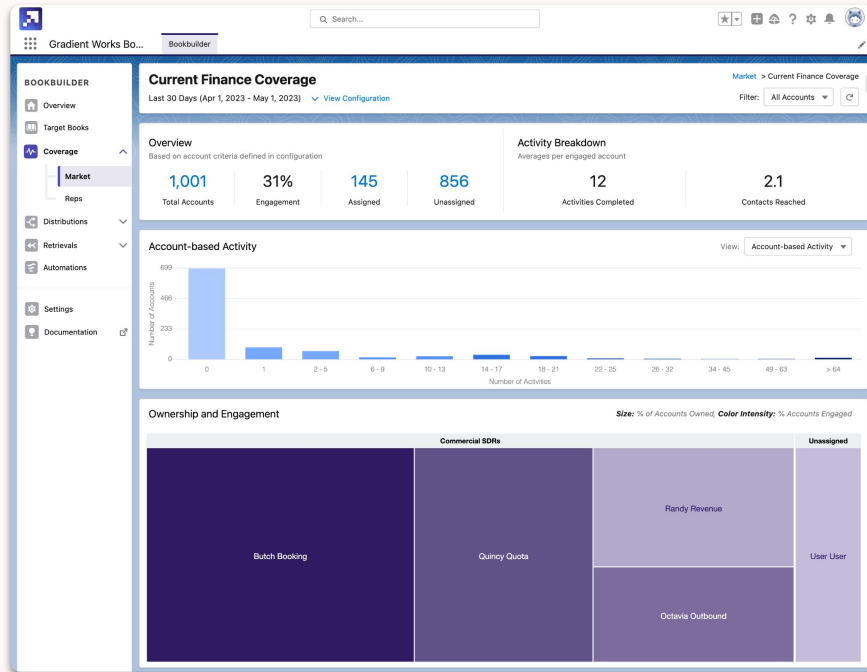 Search...
Gradient Works Bo...
Bookbuilder
BOOKBUILDER
Overview
Target Books
Coverage
Market
Reps
Distributions
Retrievals
Automations
Settings
Documentation
Current Finance Coverage
Last 30 Days (Apr 1, 2023 - May 1, 2023)
View Configuration
Market > Current Finance Coverage
Filter:
All Accounts
Overview
Based on account criteria defined in configuration
1,001
31%
145
856
Total Accounts
Engagement
Assigned
Unassigned
Activity Breakdown
Averages per engaged account
12
2.1
Activities Completed
Contacts Reached
Account-based Activity
View:
Account-based Activity
Number of Accounts
699
466
233
0
0 1 2 - 5 6 - 9 10 - 13 14 - 17 18 - 21 22 - 25 26 - 32 34 - 45 49 - 63 > 64
Number of Activities
Ownership and Engagement
Size: % of Accounts Owned, Color Intensity: % Accounts Engaged
Commercial SDRs
Unassigned
Butch Booking
Quincy Quota
Randy Revenue
Octavia Outbound
User User